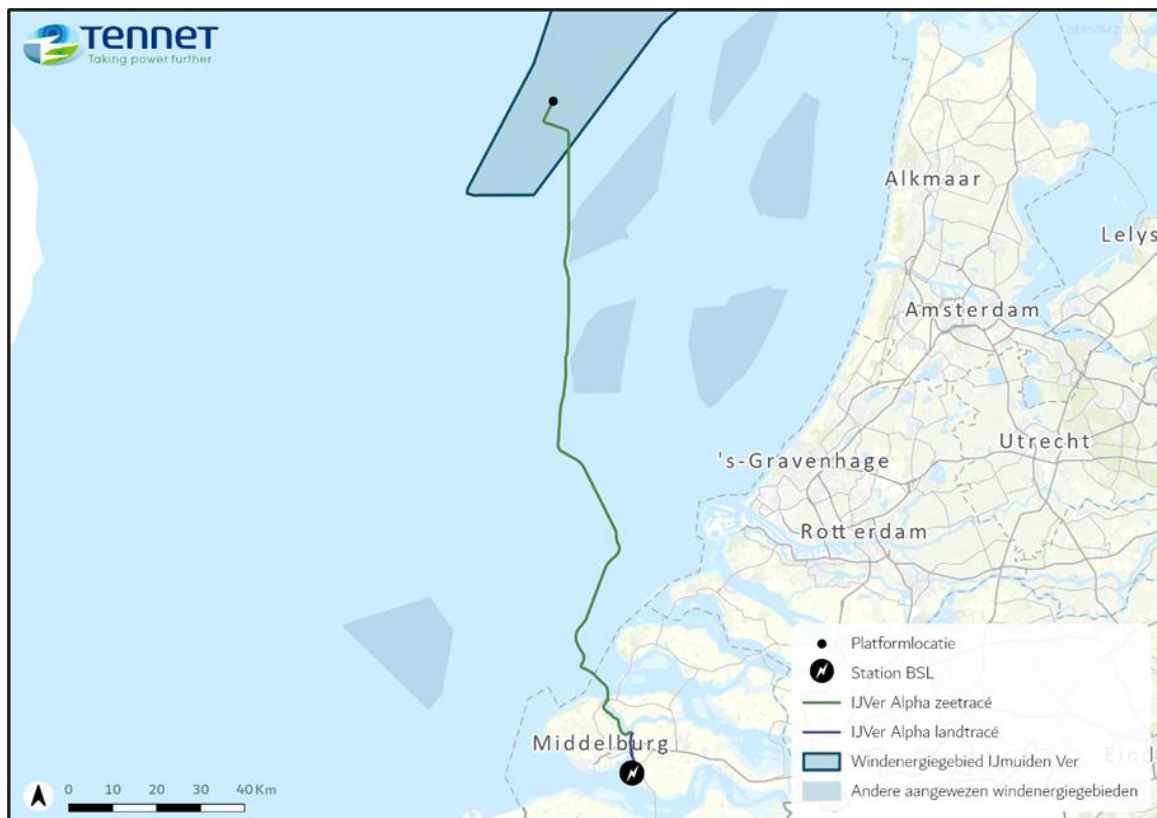 TENNET
Taking power further
Alkmaar
Lelys
Amsterdam
Utrecht
's-Gravenhage
Rotterdam
Middelburg
Eind
Platformlocatie
Station BSL
IJVer Alpha zeetracé
IJVer Alpha landtracé
Windenergiegebied IJmuiden Ver
Andere aangewezen windenergiegebieden
0 10 20 30 40 Km